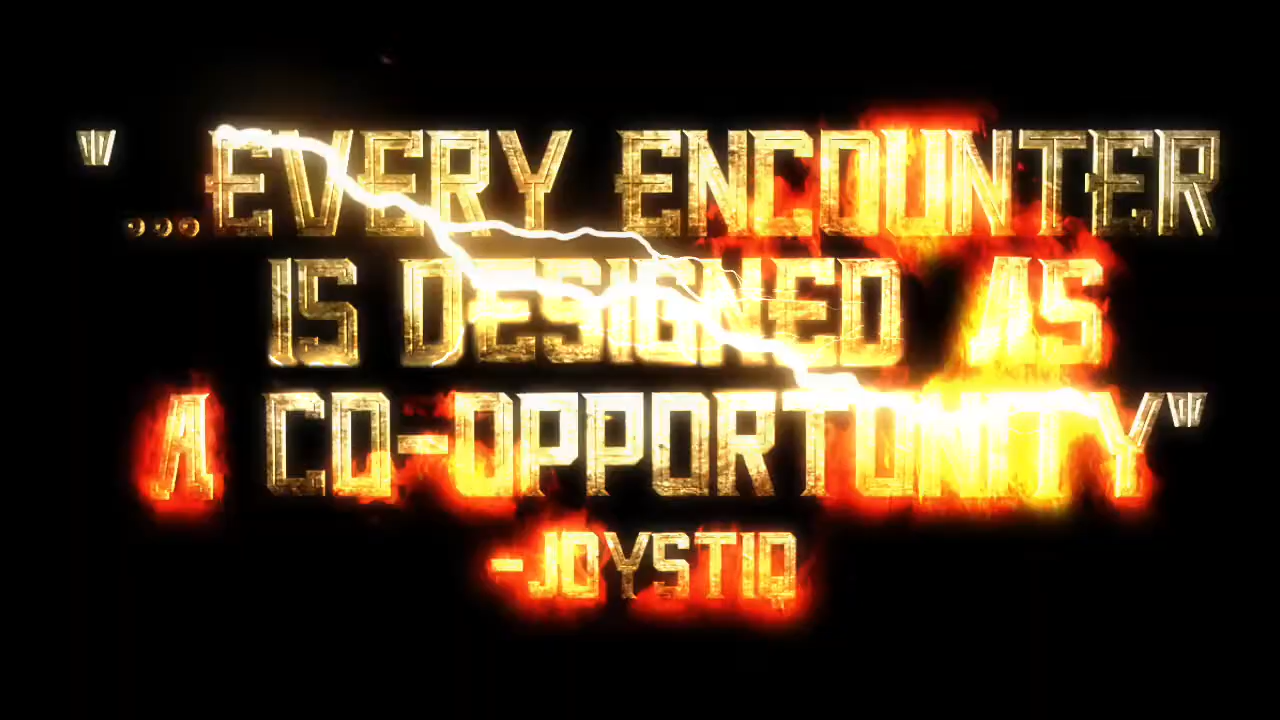 "...EVERY ENCOUNTER
IS DESIGNED AS
A CO-OPPORTUNITY"
-JOYSTIQ